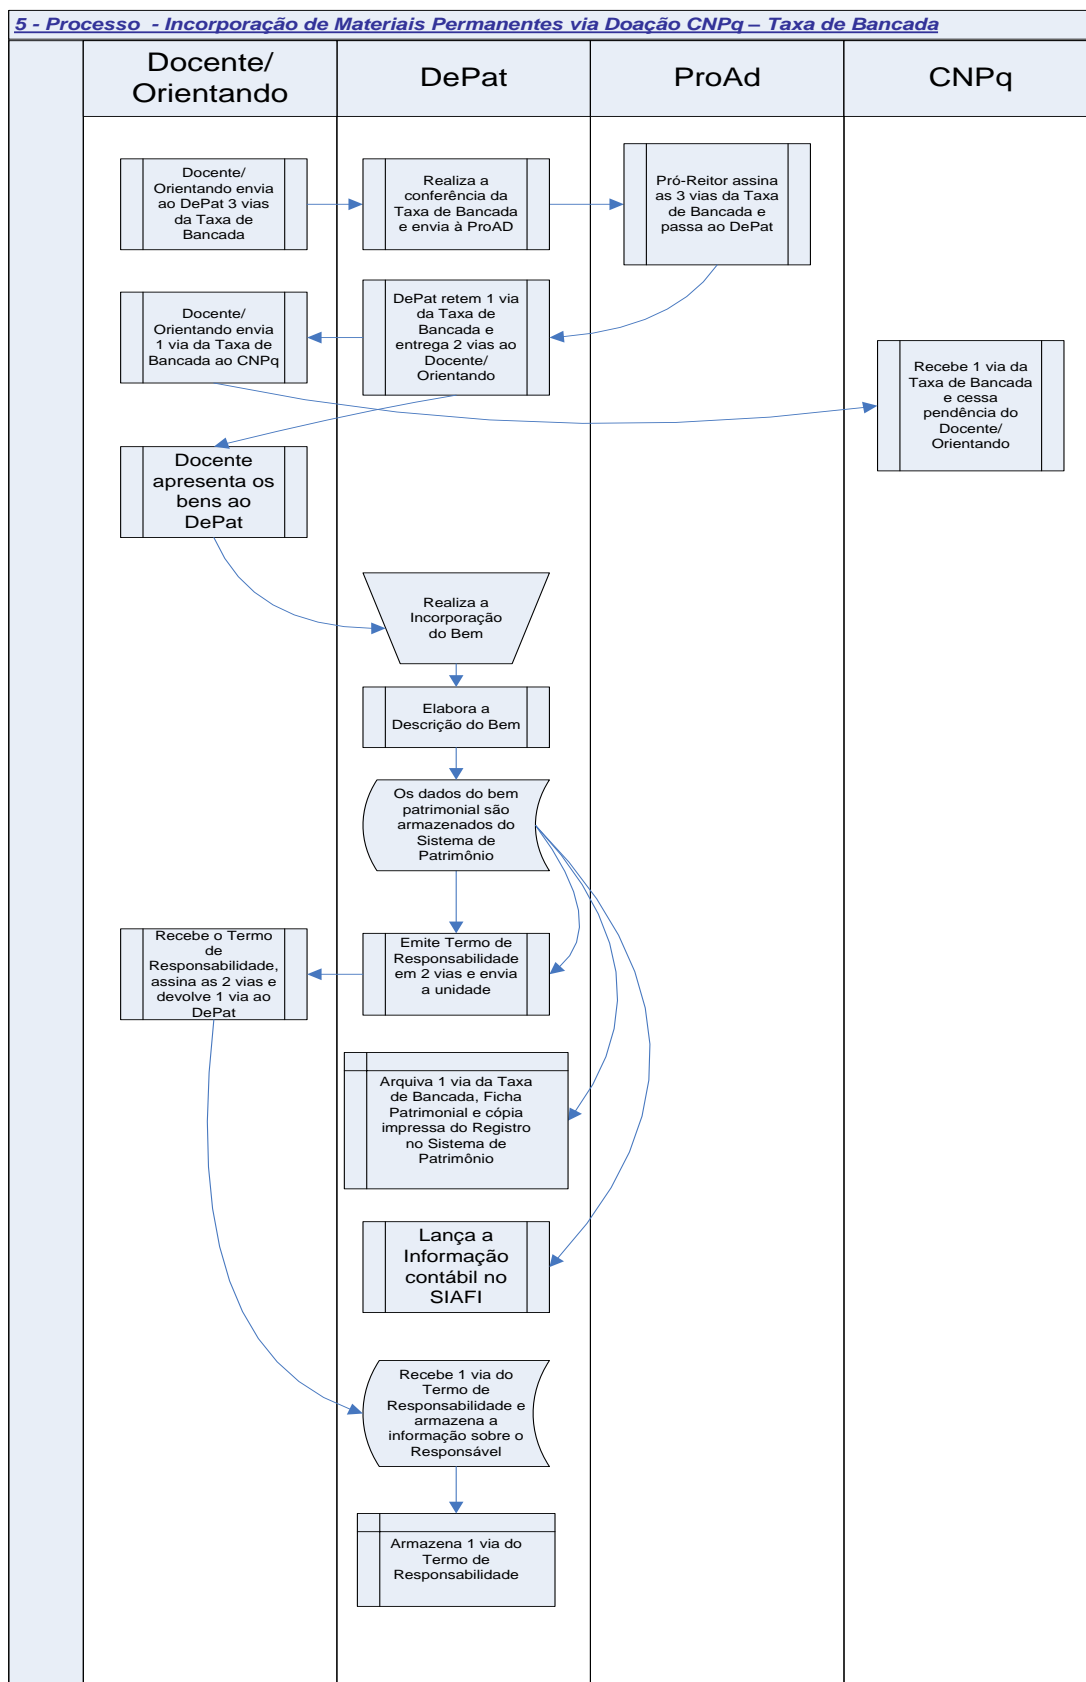 5 - Processo  - Incorporação de Materiais Permanentes via Doação CNPq – Taxa de Bancada
Docente/
Orientando
DePat
ProAd
CNPq
Docente/
Orientando envia
ao DePat 3 vias
da Taxa de
Bancada
Realiza a
conferência da
Taxa de Bancada
e envia à ProAD
Pró-Reitor assina
as 3 vias da Taxa
de Bancada e
passa ao DePat
Docente/
Orientando envia
1 via da Taxa de
Bancada ao CNPq
DePat retem 1 via
da Taxa de
Bancada e
entrega 2 vias ao
Docente/
Orientando
Recebe 1 via da
Taxa de Bancada
e cessa
pendência do
Docente/
Orientando
Docente
apresenta os
bens ao
DePat
Realiza a
Incorporação
do Bem
Elabora a
Descrição do Bem
Os dados do bem
patrimonial são
armazenados do
Sistema de
Patrimônio
Recebe o Termo
de
Responsabilidade,
assina as 2 vias e
devolve 1 via ao
DePat
Emite Termo de
Responsabilidade
em 2 vias e envia
a unidade
Arquiva 1 via da Taxa
de Bancada, Ficha
Patrimonial e cópia
impressa do Registro
no Sistema de
Patrimônio
Lança a
Informação
contábil no
SIAFI
Recebe 1 via do
Termo de
Responsabilidade e
armazena a
informação sobre o
Responsável
Armazena 1 via do
Termo de
Responsabilidade